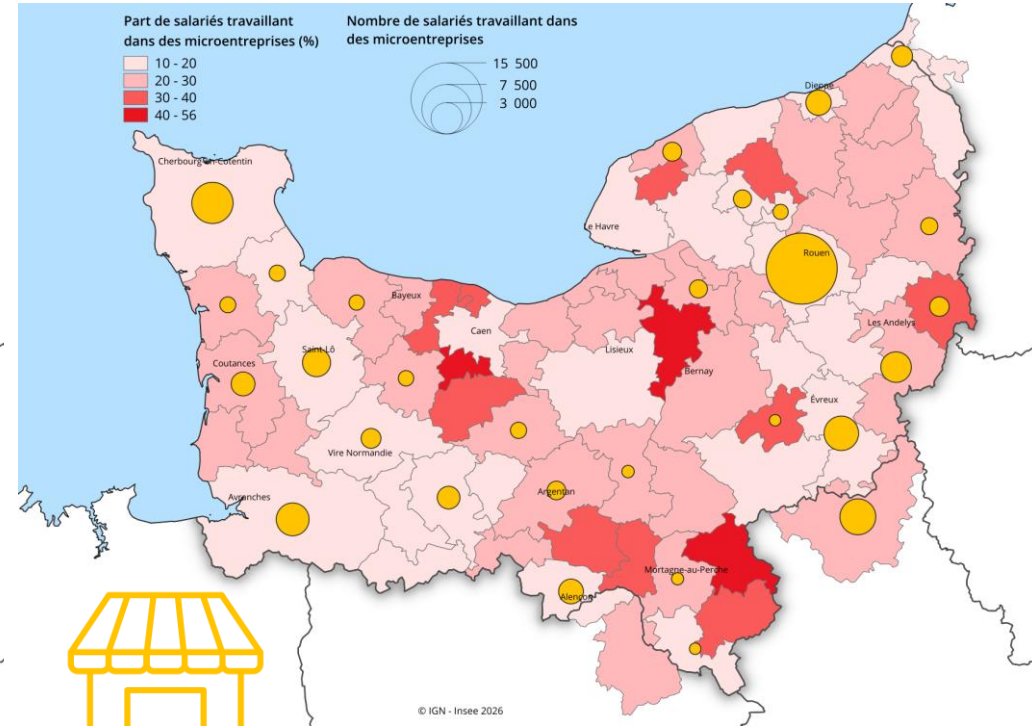 Part de salariés travaillant
dans des microentreprises (%)
10 - 20
20 - 30
30 - 40
40 - 56
Nombre de salariés travaillant dans
des microentreprises
15 500
7 500
3 000
Dieppe
Cherbourg-en-Cotentin
e Havre
Rouen
Bayeux
Caen
Les Andelys
Saint-Lô
Lisieux
Coutances
Bernay
Évreux
Vire Normandie
Avranches
Argentan
Mortagne-au-Perche
Alençon
© IGN - Insee 2026